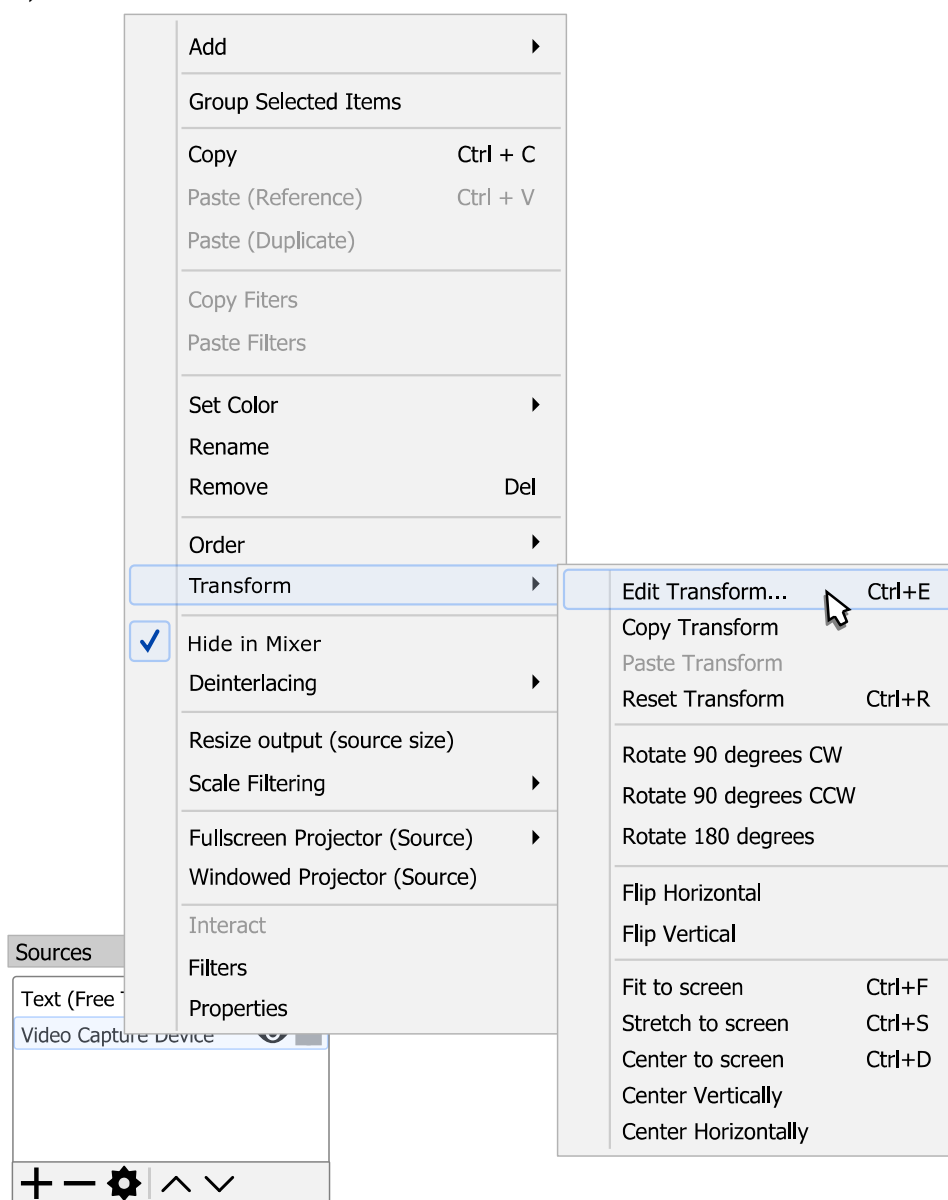 Add
Group Selected Items
Copy Ctrl + C
Paste (Reference) Ctrl + V
Paste (Duplicate)
Copy Fiters
Paste Filters
Set Color
Rename
Remove Del
Order
Transform
Hide in Mixer
Deinterlacing
Resize output (source size)
Scale Filtering
Fullscreen Projector (Source)
Windowed Projector (Source)
Interact
Filters
Properties
Edit Transform... Ctrl+E
Copy Transform
Paste Transform
Reset Transform Ctrl+R
Rotate 90 degrees CW
Rotate 90 degrees CCW
Rotate 180 degrees
Flip Horizontal
Flip Vertical
Fit to screen Ctrl+F
Stretch to screen Ctrl+S
Center to screen Ctrl+D
Center Vertically
Center Horizontally
Sources
Text (Free
Video Capture Device